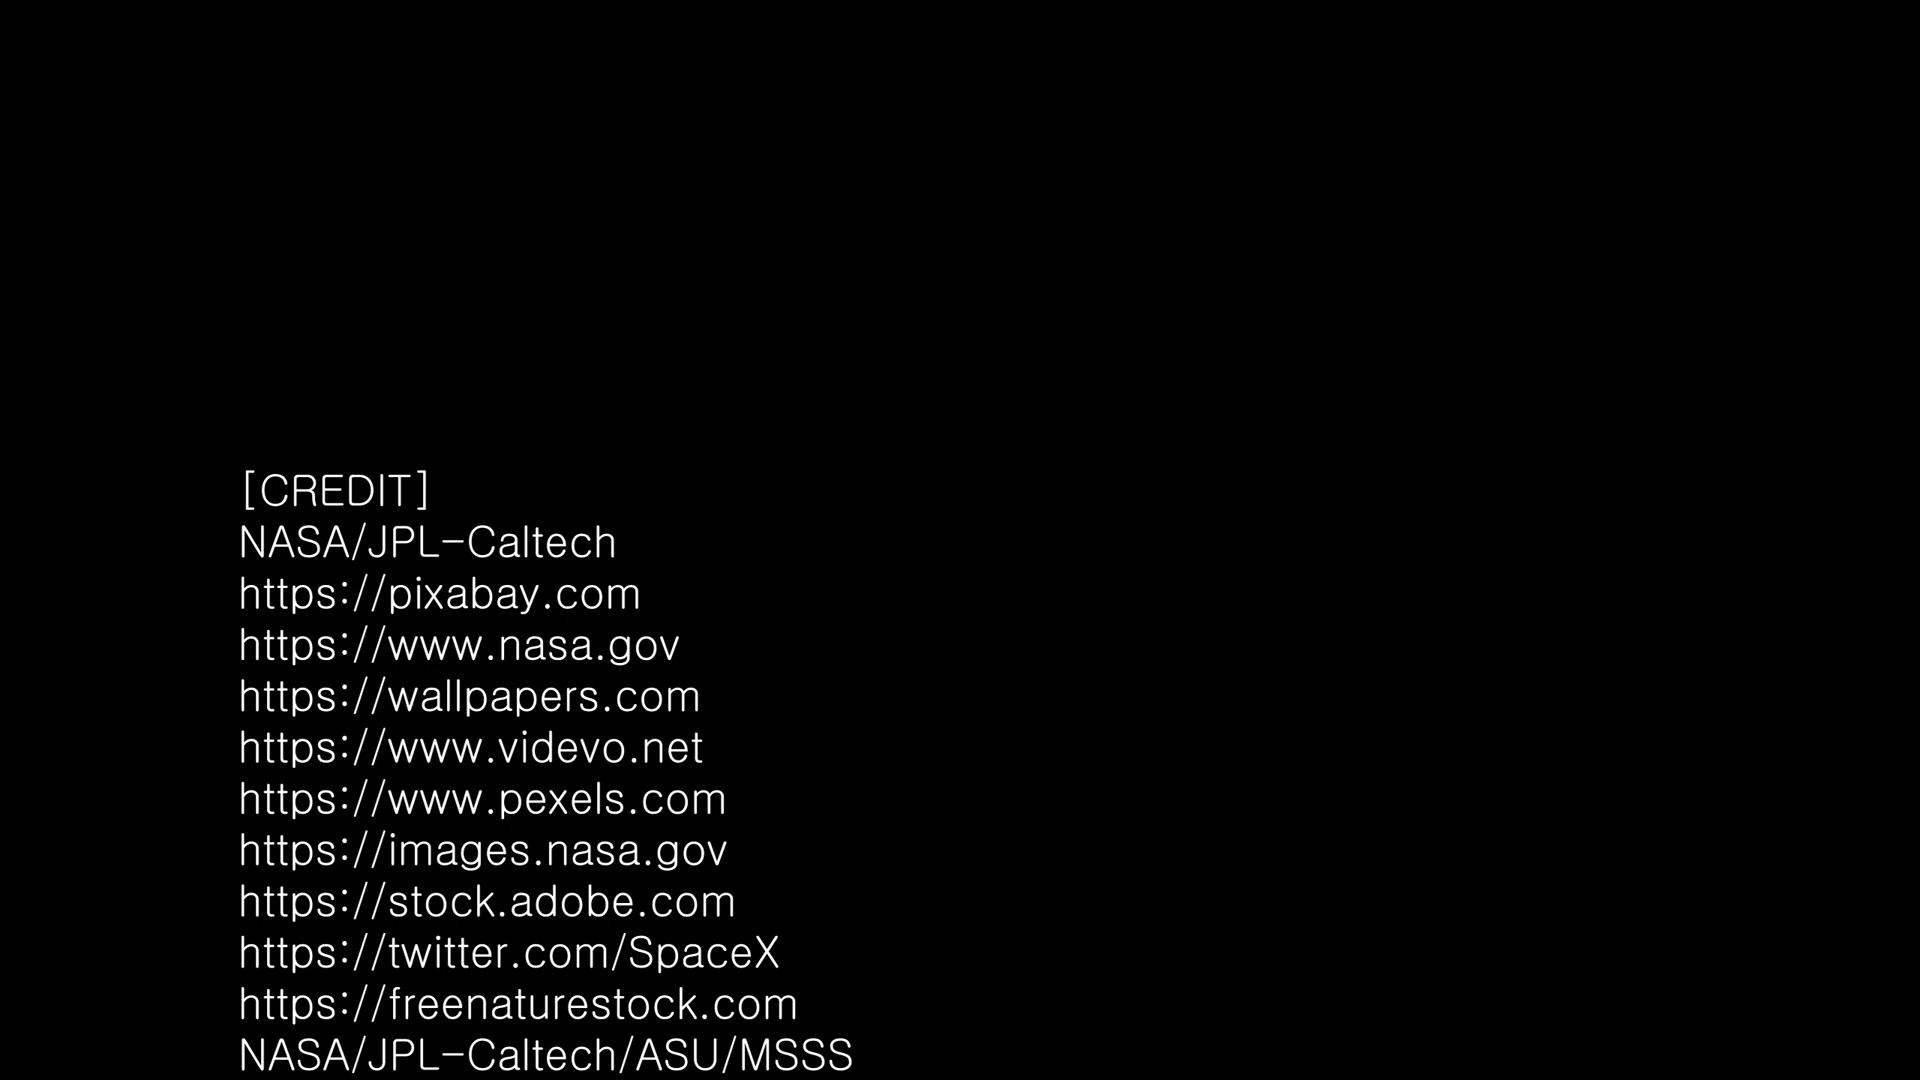 [CREDIT]
NASA/JPL-Caltech
https://pixabay.com
https://www.nasa.gov
https://wallpapers.com
https://www.videvo.net
https://www.pexels.com
https://images.nasa.gov
https://stock.adobe.com
https://twitter.com/SpaceX
https://freenaturestock.com
NASA/JPL-Caltech/ASU/MSSS